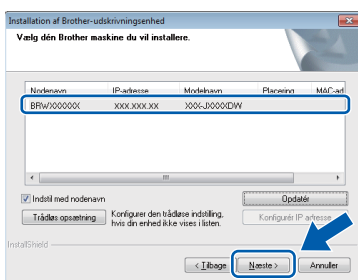 Installation af Brother-udskrivningsenhed
Vælg dén Brother maskine du vil installere.
Nodenavn IP-adresse Modelnavn Placering MAC-ad
BRWXXXXXX XXX.XXX.XX XXX-JXXXXDW
Indstil med nodenavn
Opdatér
Trådløs opsætning
Konfigurer den trådløse indstilling,
hvis din enhed ikke vises i listen.
Konfigurér IP adresse
InstallShield
< Tilbage Næste > Annuller